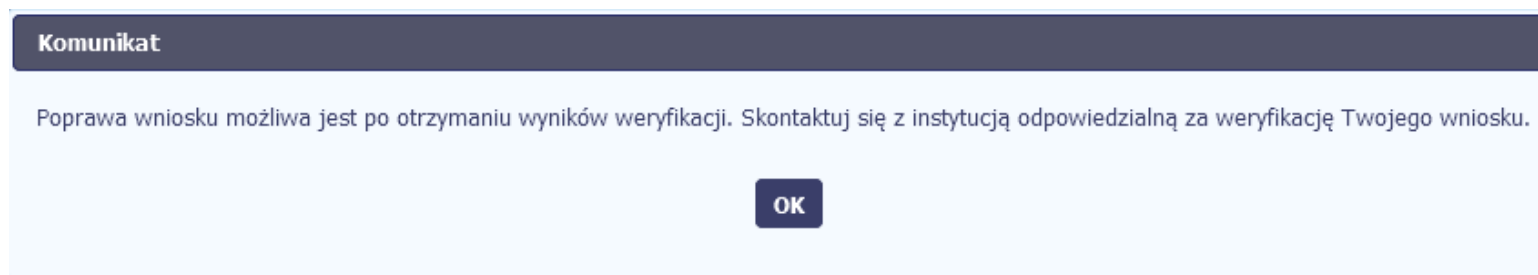 Komunikat
Poprawa wniosku możliwa jest po otrzymaniu wyników weryfikacji. Skontaktuj się z instytucją odpowiedzialną za weryfikację Twojego wniosku.
OK